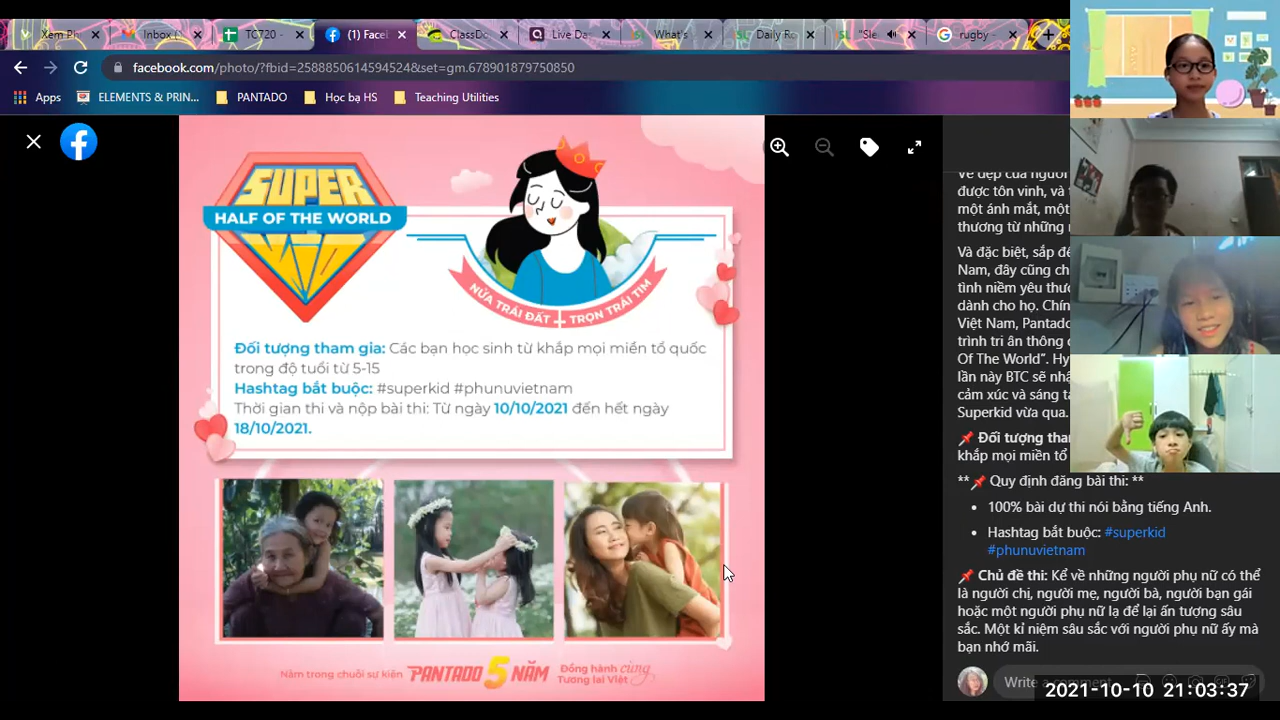 Xem Ph
Inbox (
TC720 -
(1) Facel
ClassDo
Live Da
What's
Daily Ro
"Sle
rugby -
facebook.com/photo/?fbid=2588850614594524&set=gm.678901879750850
Apps
ELEMENTS & PRIN...
PANTADO
Học bạ HS
Teaching Utilities
SUPER
HALF OF THE WORLD
NỬA TRÁI ĐẤT + TRỌN TRÁI TIM
Đối tượng tham gia: Các bạn học sinh từ khắp mọi miền tổ quốc
trong độ tuổi từ 5-15
Hashtag bắt buộc: #superkid #phunuvietnam
Thời gian thi và nộp bài thi: Từ ngày 10/10/2021 đến hết ngày
18/10/2021.
Nằm trong chuỗi sự kiện PANTADO 5 NĂM Đồng hành cùng
Tương lai Việt
Vẻ đẹp của người
được tôn vinh, và
một ánh mắt, một
thương từ những
Và đặc biệt, sắp đế
Nam, đây cũng ch
tình niềm yêu thươ
dành cho họ. Chín
Việt Nam, Pantado
trình tri ân thông
Of The World". Hy
lần này BTC sẽ nhậ
cảm xúc và sáng tạ
Superkid vừa qua.
Đối tượng tha
khắp mọi miền tổ
**📌 Quy định đăng bài thi: **
• 100% bài dự thi nói bằng tiếng Anh.
• Hashtag bắt buộc: #superkid
#phunuvietnam
📌 Chủ đề thi: Kể về những người phụ nữ có thể
là người chị, người mẹ, người bà, người bạn gái
hoặc một người phụ nữ lạ để lại ấn tượng sâu
sắc. Một kỉ niệm sâu sắc với người phụ nữ ấy mà
bạn nhớ mãi.
Write a comment
2021-10-10 21:03:37